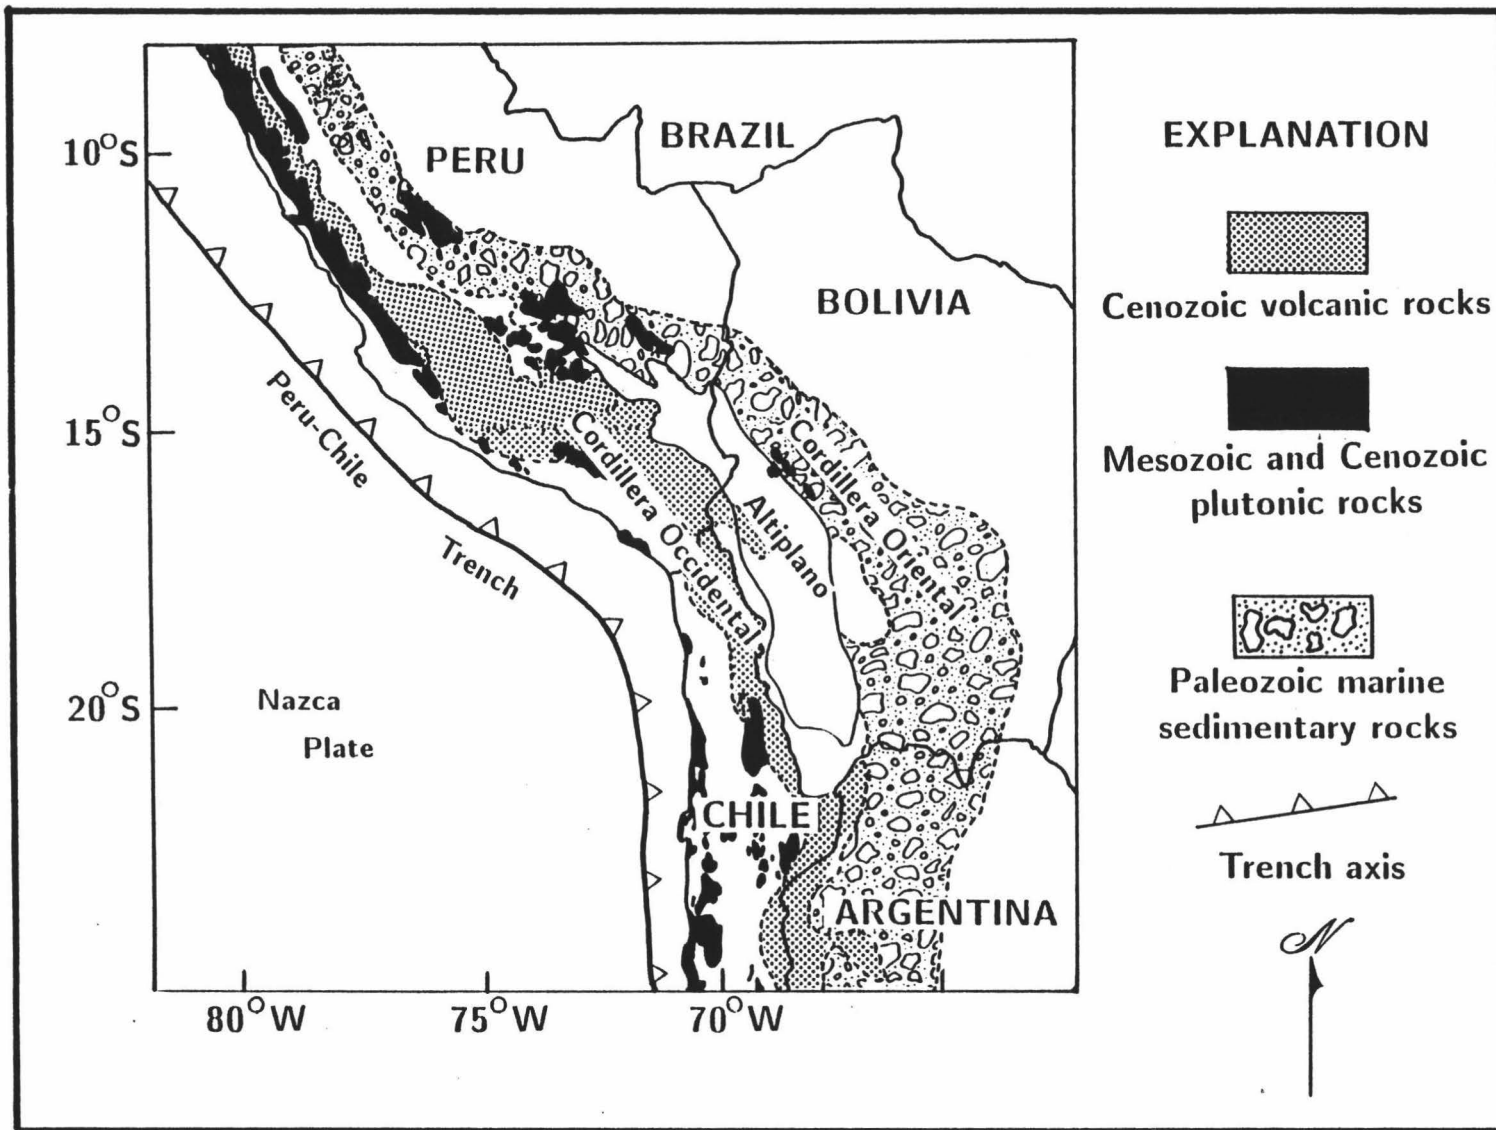 10°S
15°S
20°S
80°W
75°W
70°W
PERU
BRAZIL
BOLIVIA
Peru-Chile
Trench
Cordillera Occidental
Altiplano
Cordillera Oriental
Nazca
Plate
CHILE
ARGENTINA
EXPLANATION
Cenozoic volcanic rocks
Mesozoic and Cenozoic
plutonic rocks
Paleozoic marine
sedimentary rocks
Trench axis
N